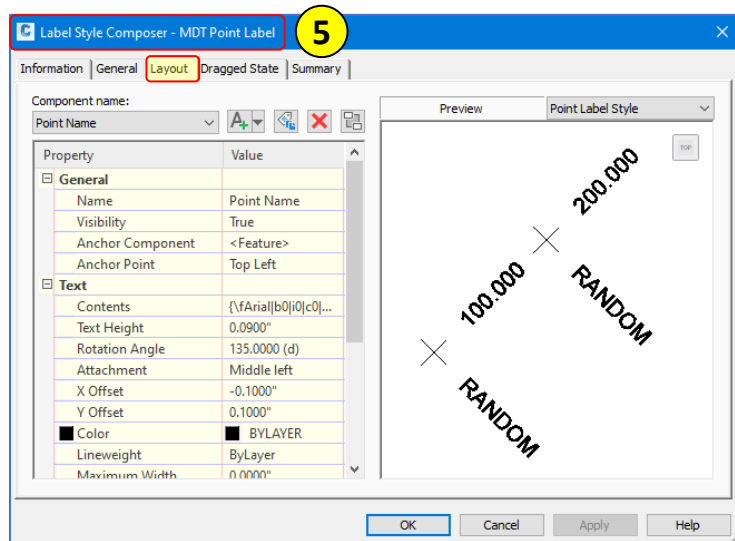 Label Style Composer - MDT Point Label
5
Information General Layout Dragged State Summary
Component name:
Point Name
Property Value
General
Name Point Name
Visibility True
Anchor Component <Feature>
Anchor Point Top Left
Text
Contents {\fArial|b0|i0|c0|...
Text Height 0.0900"
Rotation Angle 135.0000 (d)
Attachment Middle left
X Offset -0.1000"
Y Offset 0.1000"
Color BYLAYER
Lineweight ByLayer
Maximum Width 0.0000"
Preview Point Label Style
TOP
200.000
RANDOM
100.000
RANDOM
OK Cancel Apply Help